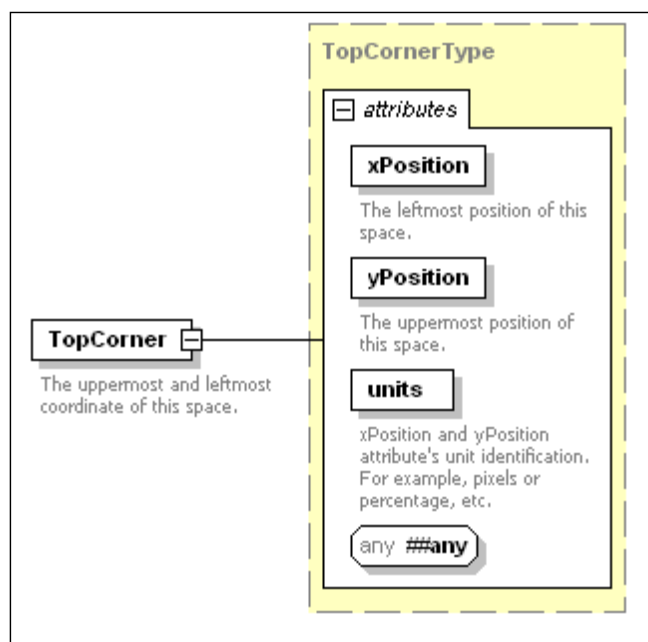 TopCornerType
attributes
xPosition
The leftmost position of this
space.
yPosition
The uppermost position of
this space.
TopCorner
The uppermost and leftmost
coordinate of this space.
units
xPosition and yPosition
attribute's unit identification.
For example, pixels or
percentage, etc.
any ##any